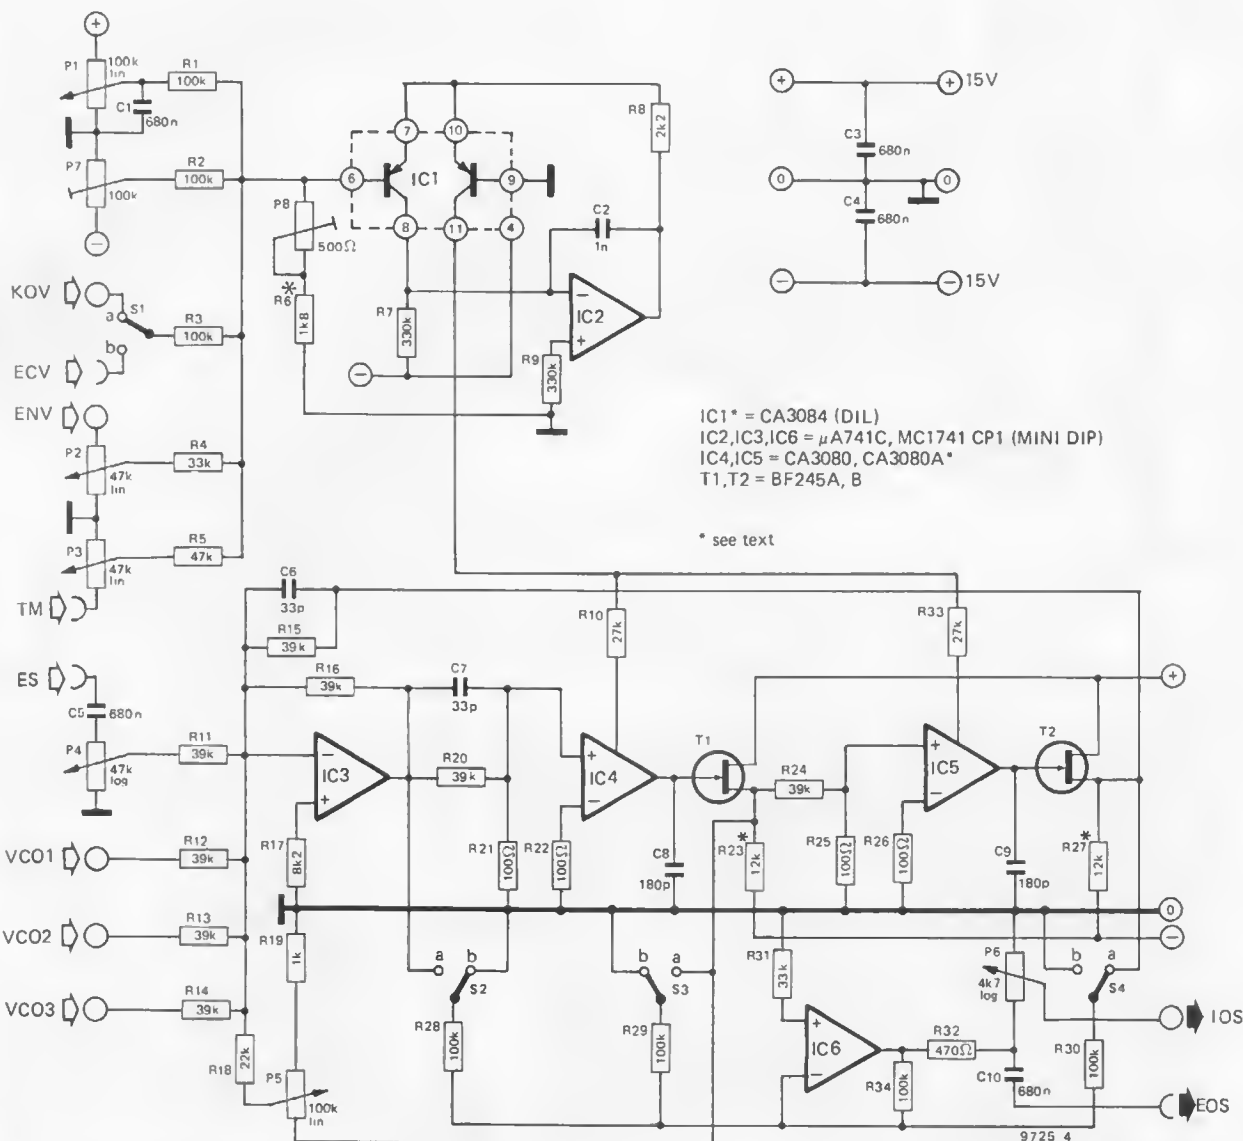 +
P1
100k
lin
R1
100k
C1
680n
P7
100k
R2
100k
−
KOV
a
S1
R3
100k
b
ECV
ENV
P2
47k
lin
R4
33k
P3
47k
lin
R5
47k
TM
6
7
10
IC1
9
8
11
4
P8
500Ω
*
R6
1k8
R7
330k
−
C2
1n
R8
2k2
−
IC2
+
R9
330k
+
+ 15V
C3
680n
0
0
C4
680n
−
− 15V
IC1* = CA3084 (DIL)
IC2,IC3,IC6 = μA741C, MC1741 CP1 (MINI DIP)
IC4,IC5 = CA3080, CA3080A*
T1,T2 = BF245A, B
* see text
C6
33p
R15
39k
R16
39k
C7
33p
R10
27k
R33
27k
ES
C5
680n
P4
47k
log
R11
39k
−
IC3
+
R20
39k
+
IC4
−
T1
R24
39k
+
IC5
−
T2
+
R17
8k2
R21
100Ω
R22
100Ω
C8
180p
*
R23
12k
R25
100Ω
R26
100Ω
C9
180p
*
R27
12k
VCO1
R12
39k
0
−
VCO2
R13
39k
R19
1k
a
b
S2
b
a
S3
R31
33k
P6
4k7
log
b
a
S4
VCO3
R14
39k
R18
22k
P5
100k
lin
R28
100k
R29
100k
+
IC6
−
R32
470Ω
R34
100k
C10
680n
R30
100k
IOS
EOS
9725 4